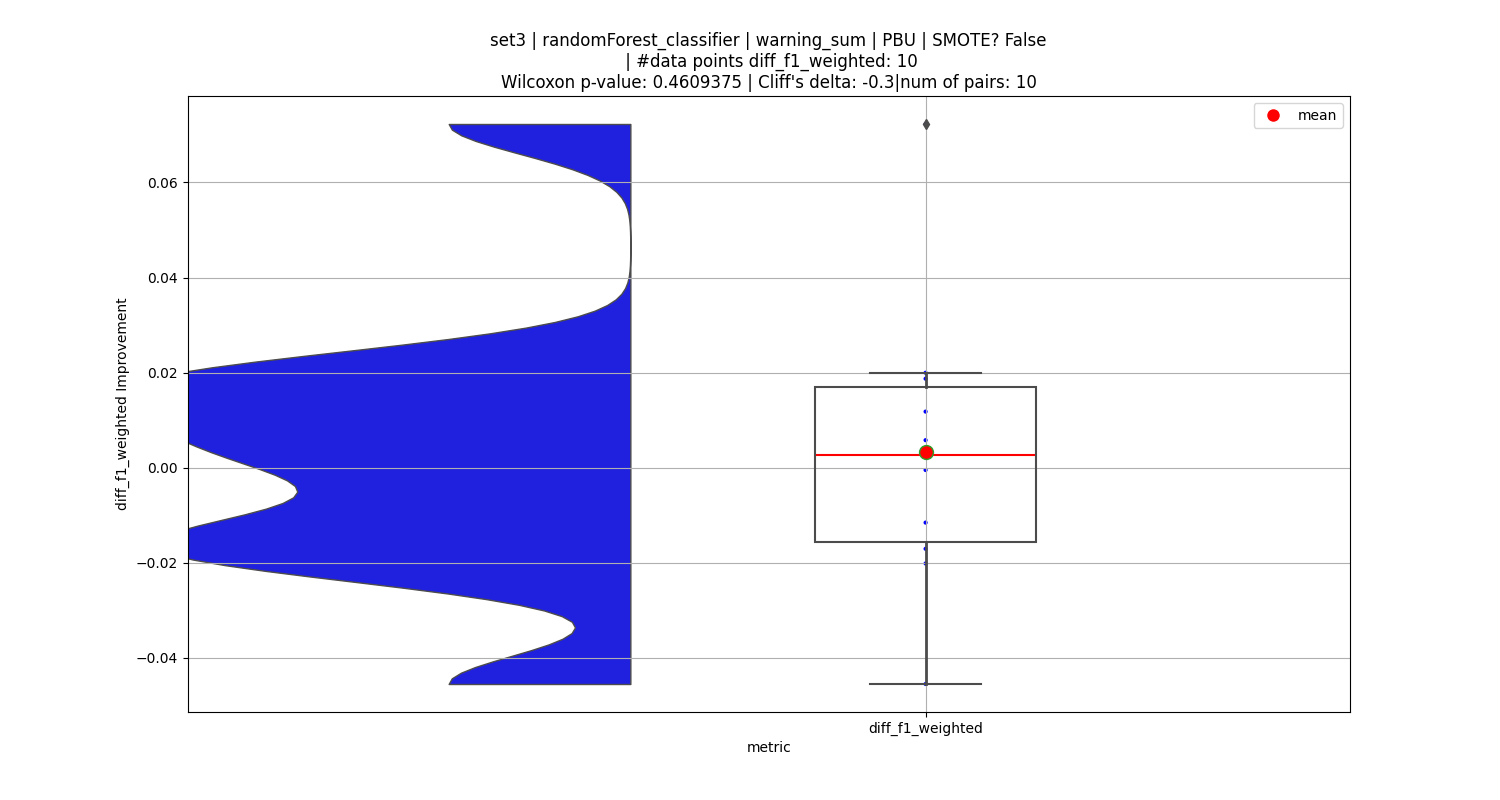 set3 | randomForest_classifier | warning_sum | PBU | SMOTE? False
| #data points diff_f1_weighted: 10
Wilcoxon p-value: 0.4609375 | Cliff's delta: -0.3|num of pairs: 10
mean
0.06
0.04
0.02
0.00
−0.02
−0.04
diff_f1_weighted Improvement
diff_f1_weighted
metric